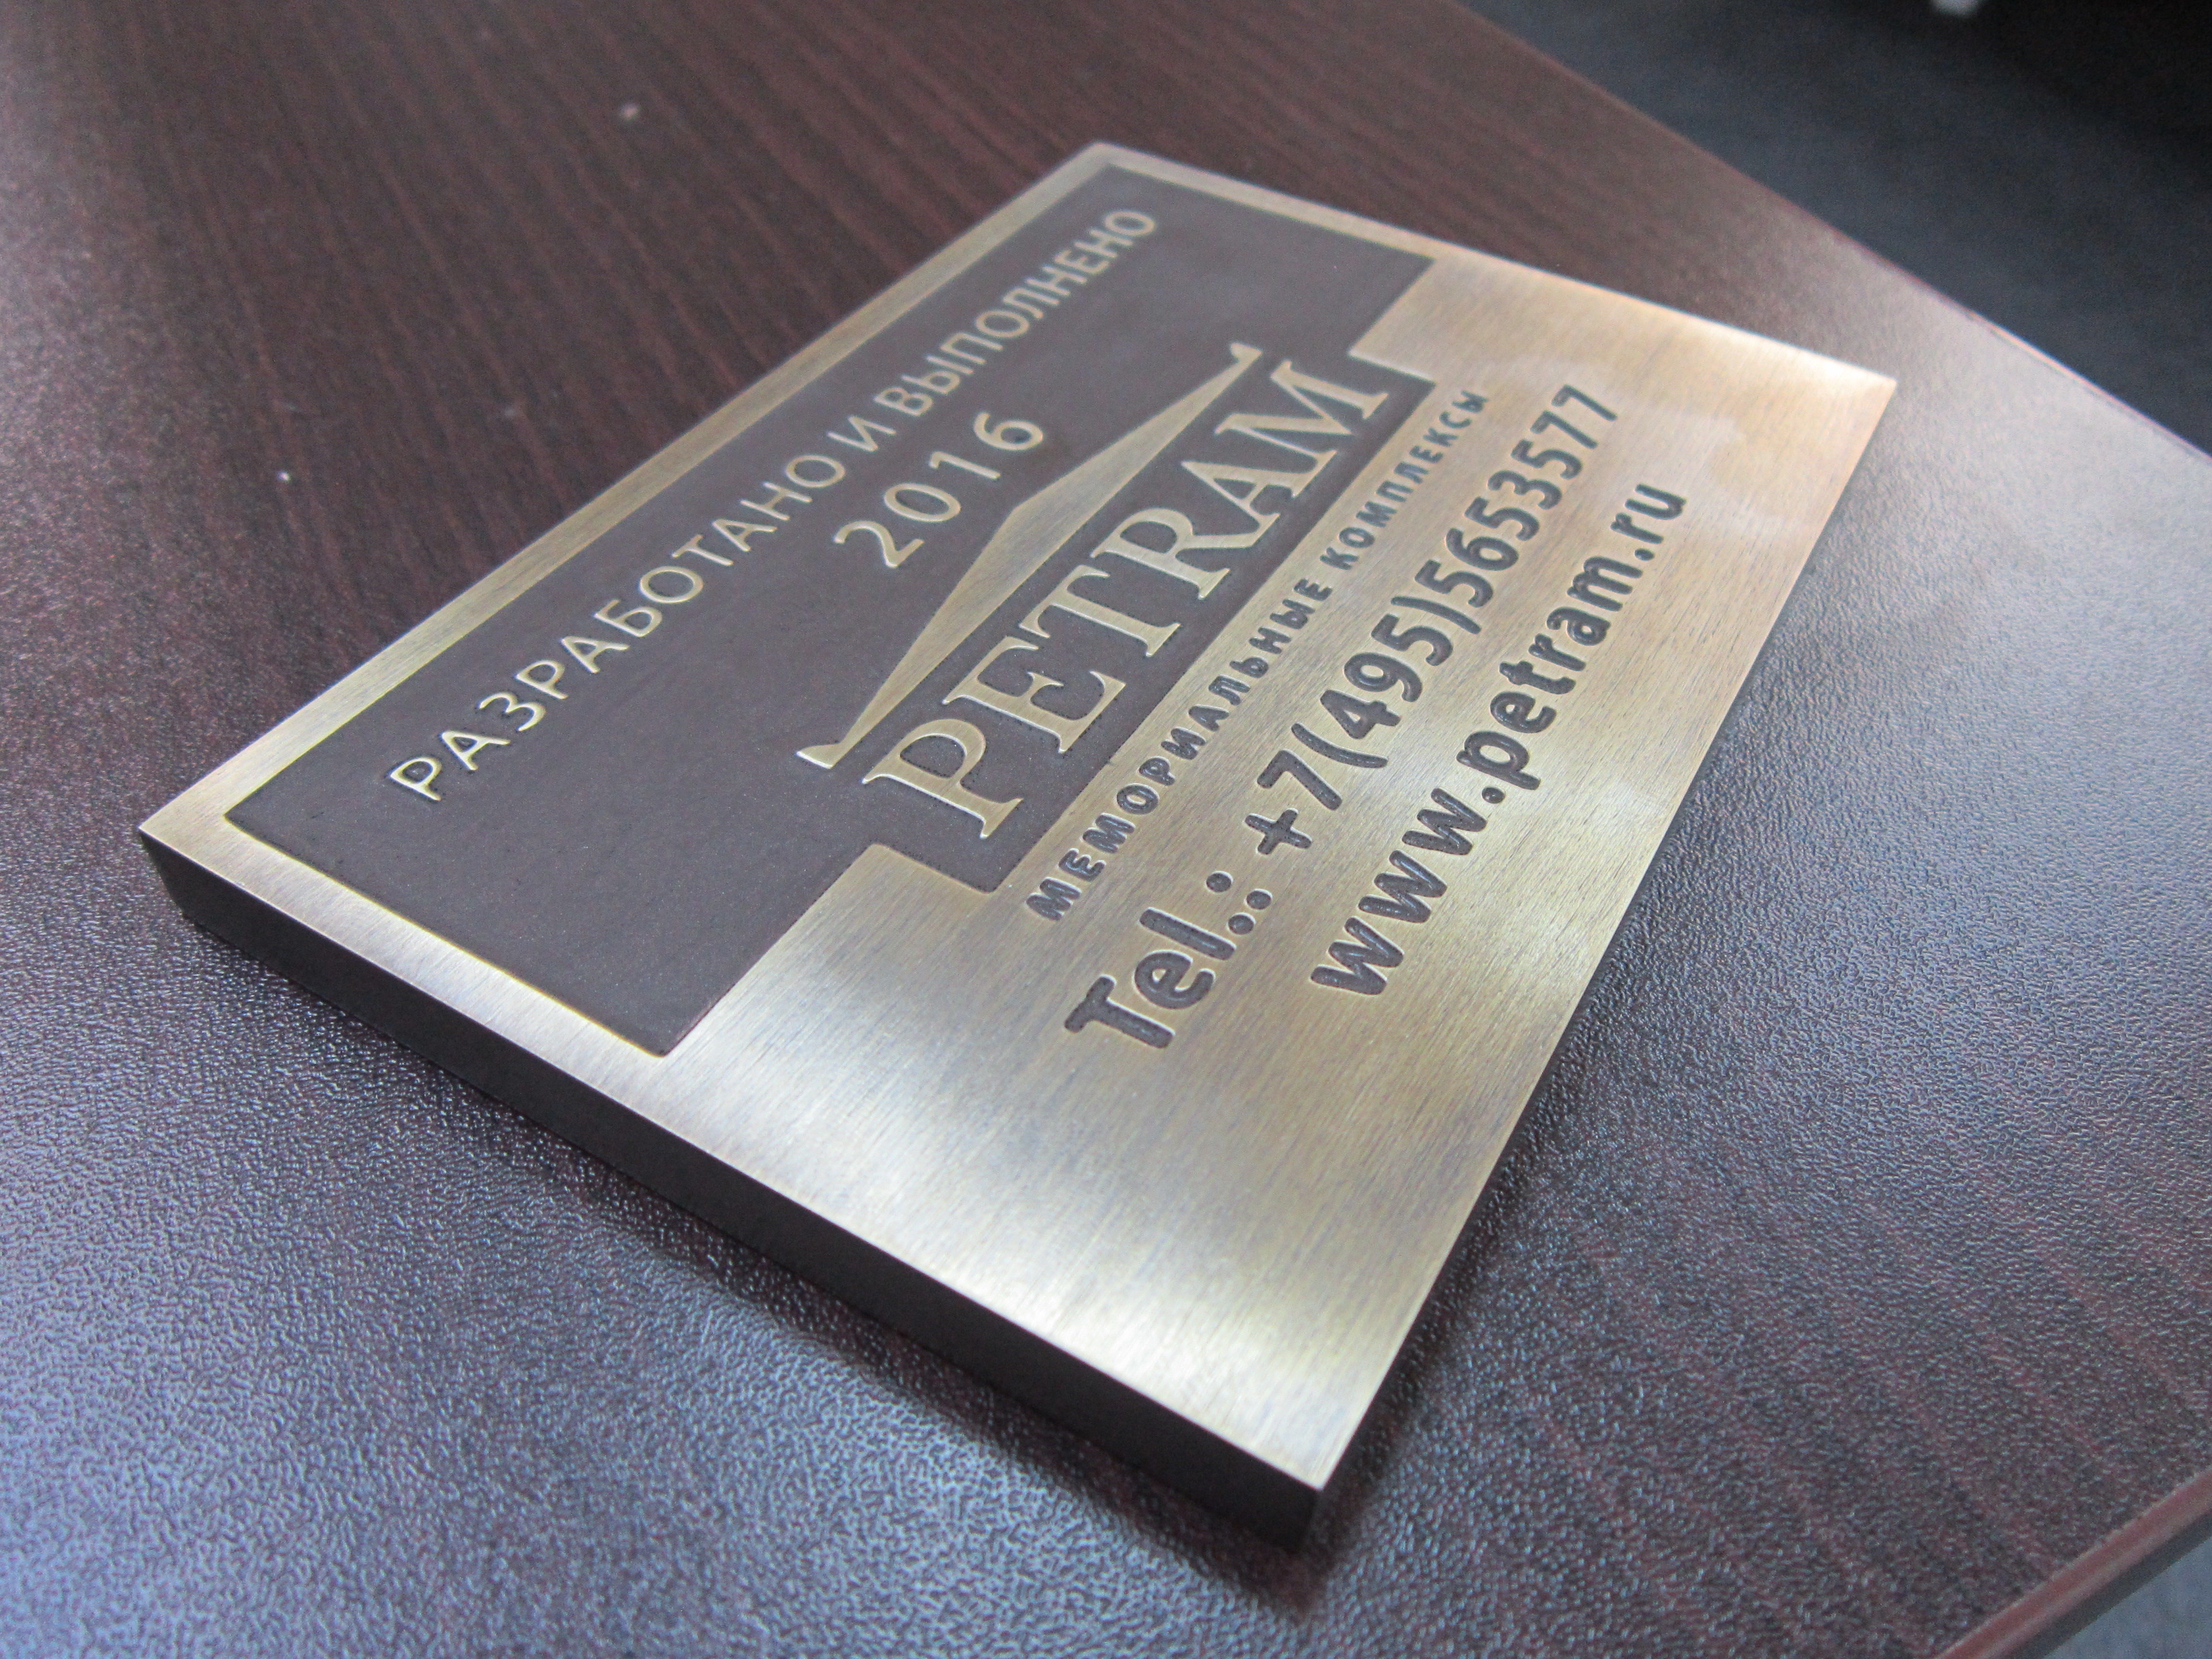 РАЗРАБОТАНО И ВЫПОЛНЕНО
2016
PETRAM
МЕМОРИАЛЬНЫЕ КОМПЛЕКСЫ
Tel.: +7(495)5653577
www.petram.ru